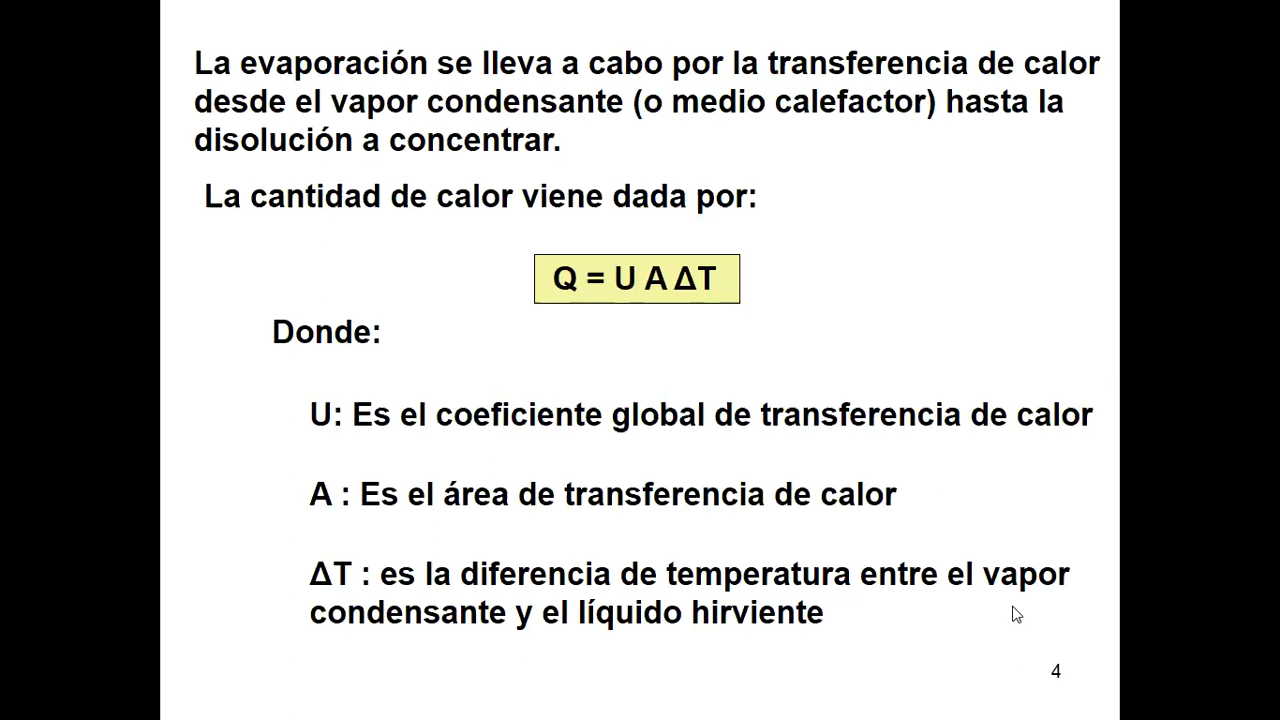 La evaporación se lleva a cabo por la transferencia de calor
desde el vapor condensante (o medio calefactor) hasta la
disolución a concentrar.
La cantidad de calor viene dada por:
Q = U A ΔT
Donde:
U: Es el coeficiente global de transferencia de calor
A : Es el área de transferencia de calor
ΔT : es la diferencia de temperatura entre el vapor
condensante y el líquido hirviente
4